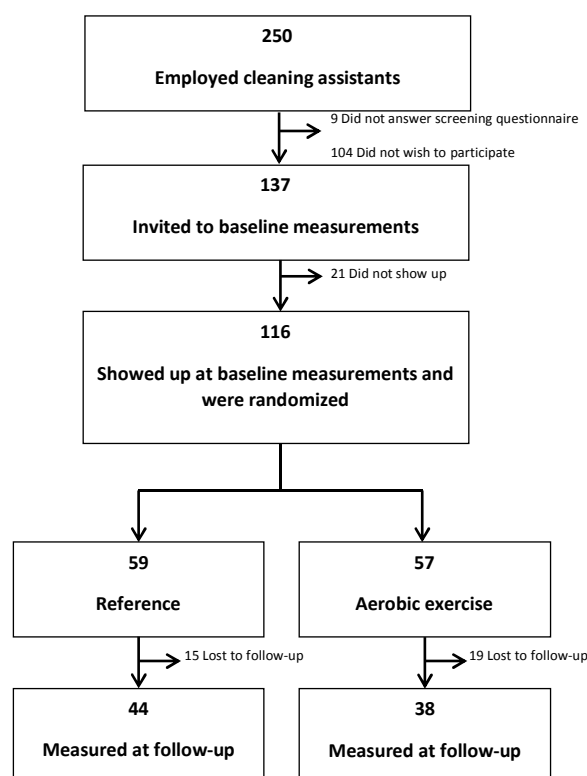 250
Employed cleaning assistants
9 Did not answer screening questionnaire
104 Did not wish to participate
137
Invited to baseline measurements
21 Did not show up
116
Showed up at baseline measurements and
were randomized
59
Reference
57
Aerobic exercise
15 Lost to follow-up
19 Lost to follow-up
44
Measured at follow-up
38
Measured at follow-up